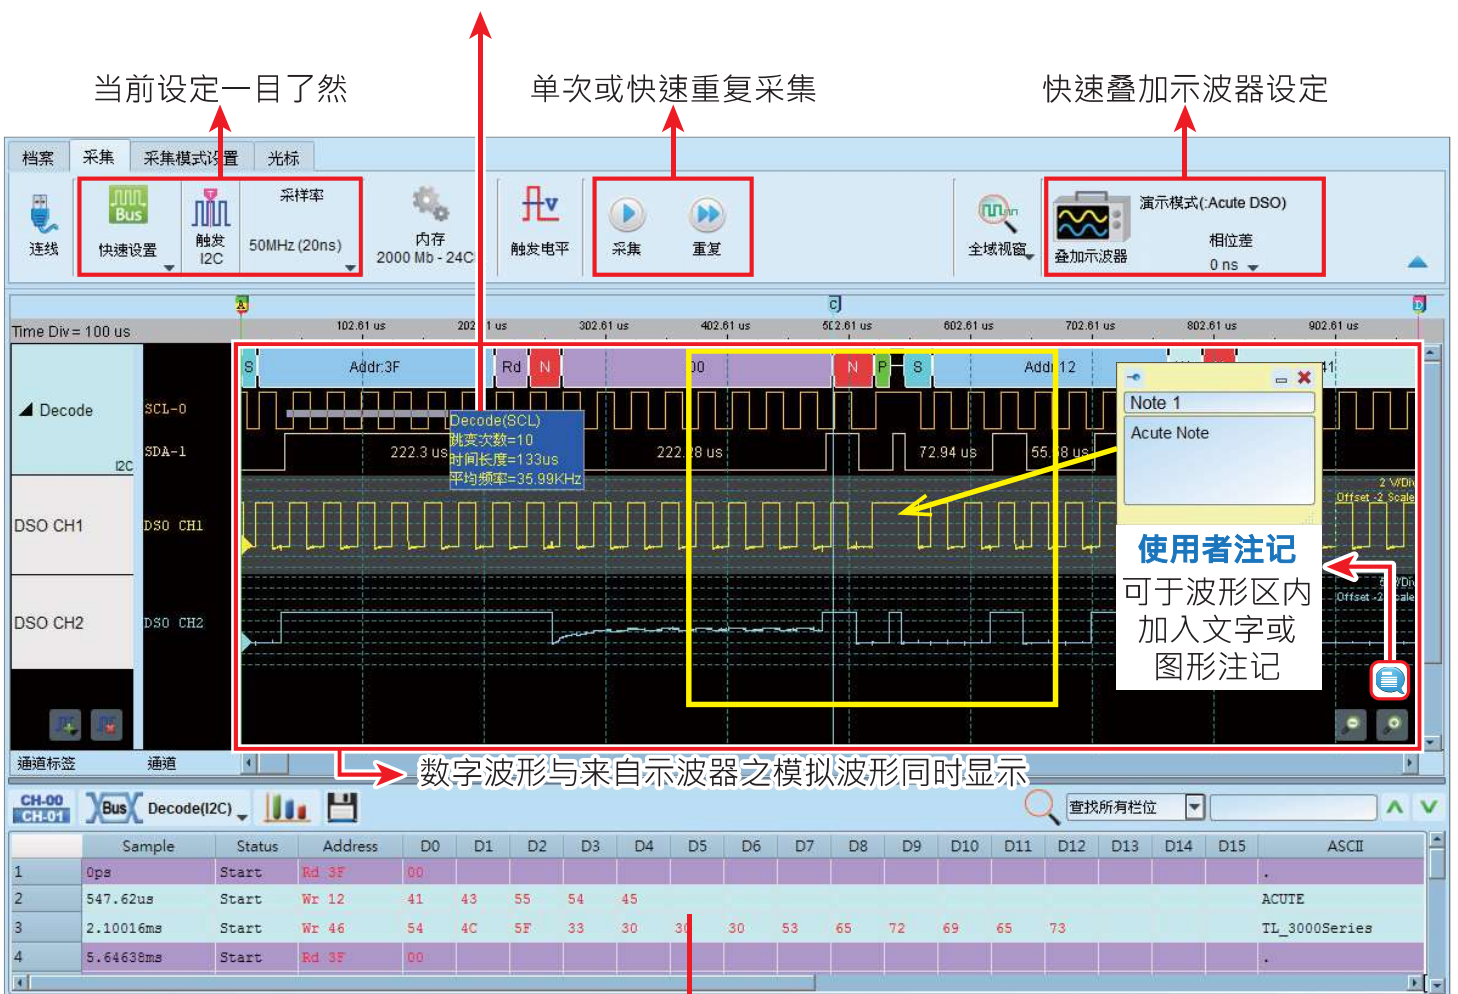 当前设定一目了然
单次或快速重复采集
快速叠加示波器设定
档案 采集 采集模式设置 光标
连线
Bus
快速设置
触发
I2C
采样率
50MHz (20ns)
内存
2000 Mb - 24C
触发电平
采集
重复
全域视窗
叠加示波器
演示模式(:Acute DSO)
相位差
0 ns
A C D
Time Div = 100 us
102.61 us 302.61 us 402.61 us 602.61 us 702.61 us 802.61 us 902.61 us
S Addr:3F Rd N N P S
Decode
I2C
SCL-0
SDA-1
222.3 us 72.94 us
Decode(SCL)
跳变次数=10
时间长度=133us
平均频率=35.99KHz
Note 1
Acute Note
DSO CH1 DSO CH1
2 V/Div
Offset -2 Scale
使用者注记
可于波形区内
加入文字或
图形注记
DSO CH2 DSO CH2
通道标签 通道
数字波形与来自示波器之模拟波形同时显示
CH-00
CH-01
Bus Decode(I2C)
查找所有栏位
Sample Status Address D0 D1 D2 D3 D4 D5 D6 D7 D8 D9 D10 D11 D12 D13 D14 D15 ASCII
1 0ps Start Rd 3F 00 .
2 547.62us Start Wr 12 41 43 55 54 45 ACUTE
3 2.10016ms Start Wr 46 54 4C 5F 33 30 30 30 53 65 72 69 65 73 TL_3000Series
4 5.64638ms Start Rd 3F 00 .